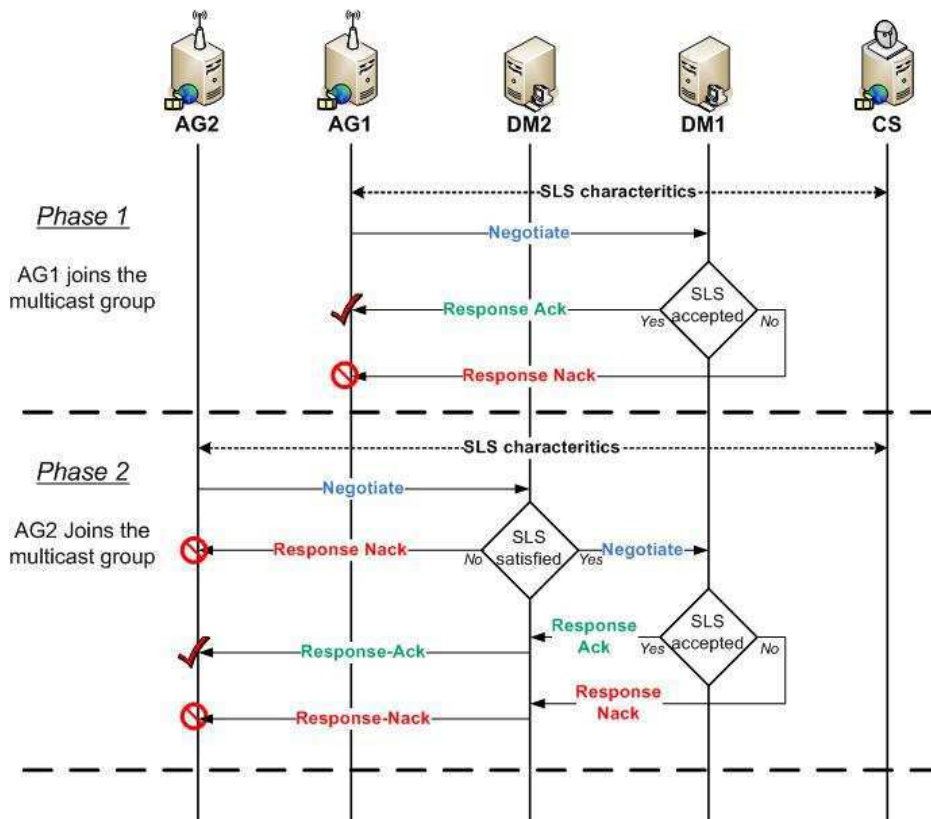 AG2 AG1 DM2 DM1 CS
SLS characteritics
Phase 1
Negotiate
AG1 joins the
multicast group
SLS
accepted
Response Ack
Yes
No
Response Nack
SLS characteritics
Phase 2
Negotiate
AG2 Joins the
multicast group
SLS
satisfied
Response Nack
No
Yes
Negotiate
SLS
accepted
Response
Ack
Yes
No
Response-Ack
Response
Nack
Response-Nack